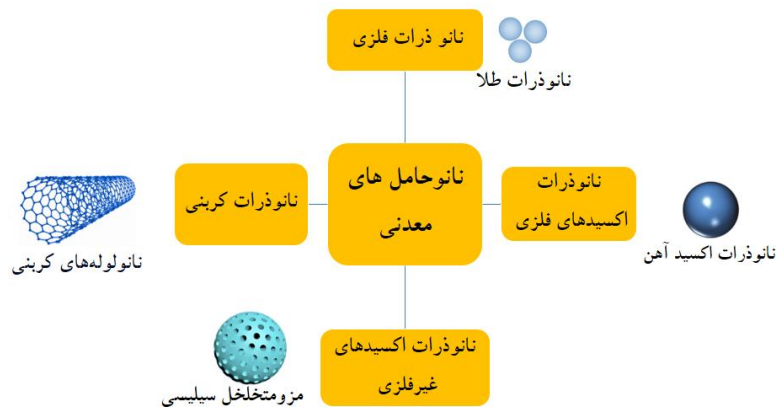 نانو ذرات فلزی
نانوذرات طلا
نانوحامل های
معدنی
نانوذرات
اکسیدهای فلزی
نانوذرات کربنی
نانوذرات اکسید آهن
نانولوله‌های کربنی
نانوذرات اکسیدهای
غیرفلزی
مزومتخلخل سیلیسی